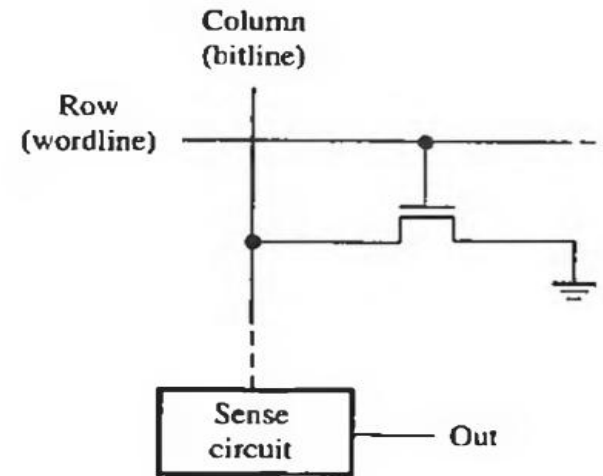 Column
(bitline)
Row
(wordline)
Sense
circuit
Out